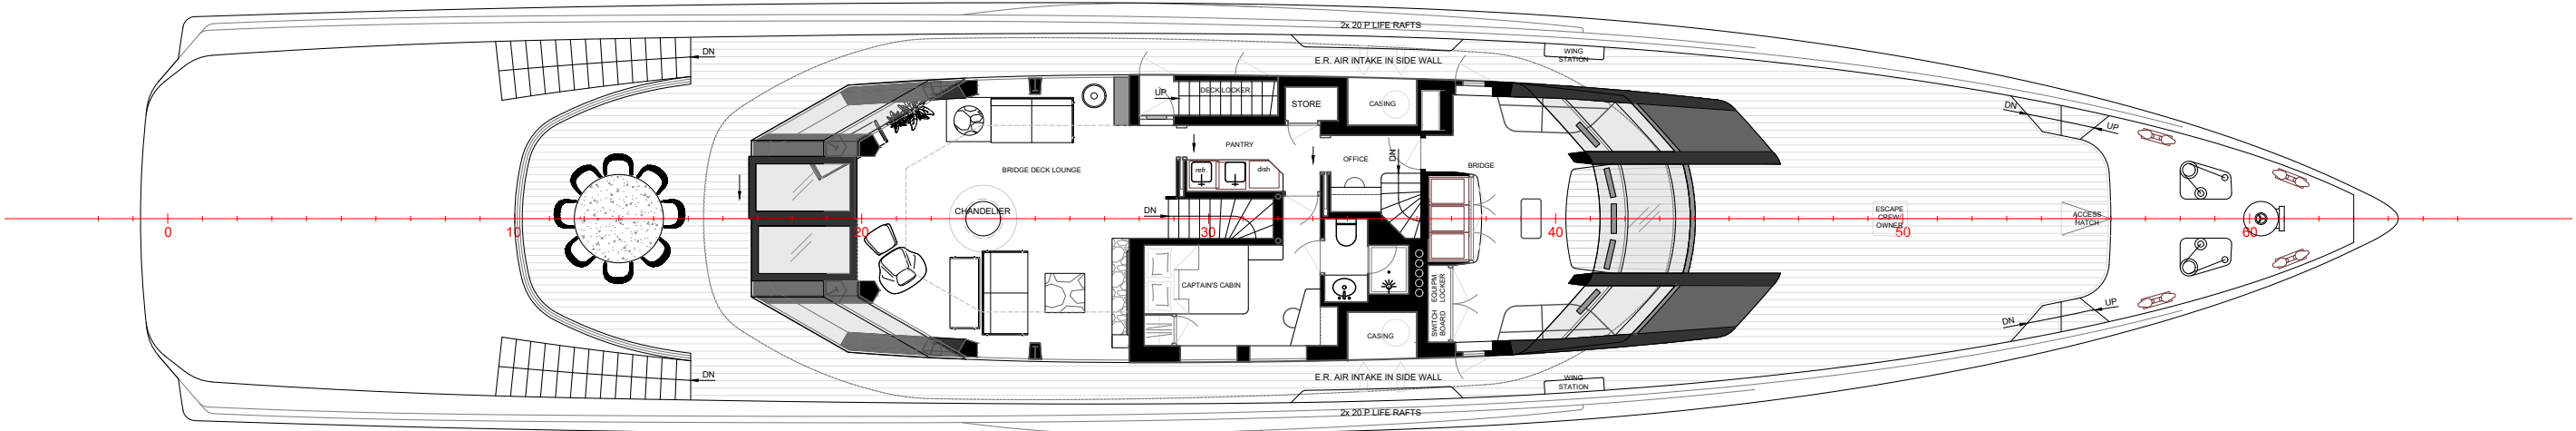 2x 20 P LIFE RAFTS
DN
WING
STATION
E.R. AIR INTAKE IN SIDE WALL
UP
DECK LOCKER
STORE
CASING
DN
UP
PANTRY
OFFICE
DN
BRIDGE
BRIDGE DECK LOUNGE
refr.
dish
CHANDELIER
DN
ESCAPE
CREW/
OWNER
ACCESS
HATCH
0
10
20
30
40
50
60
CAPTAIN'S CABIN
SWITCH
BOARD
EQUIPM.
LOCKER
CASING
UP
DN
DN
E.R. AIR INTAKE IN SIDE WALL
WING
STATION
2x 20 P LIFE RAFTS